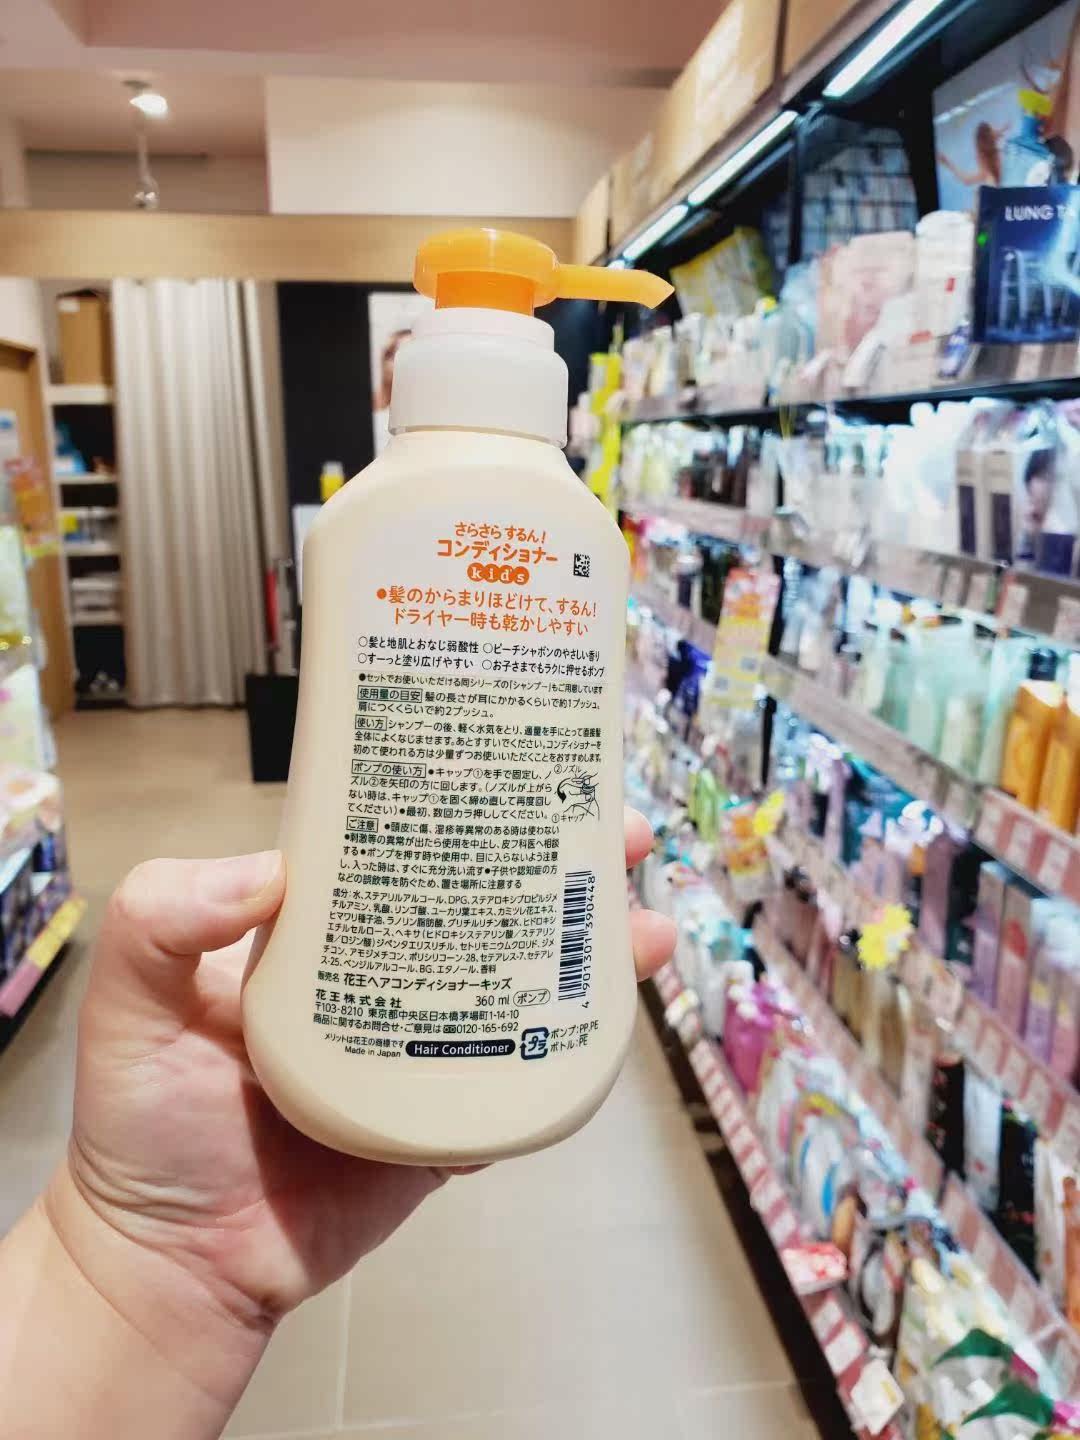 さらさら するん!
コンディショナー
kids
●髪のからまりほどけて、するん!
ドライヤー時も乾かしやすい
○髪と地肌とおなじ弱酸性 ○ピーチシャボンのやさしい香り
○すーっと塗り広げやすい ○お子さまでもラクに押せるポンプ
●セットでお使いいただける同シリーズの「シャンプー」もご用意しています
使用量の目安 髪の長さが耳にかかるくらいで約1プッシュ、
肩につくくらいで約2プッシュ。
使い方 シャンプーの後、軽く水気をとり、適量を手にとって直接髪
全体によくなじませます。あとすすいでください。コンディショナーを
初めて使われる方は少量ずつお使いいただくことをおすすめします。
ポンプの使い方 ●キャップ①を手で固定し、ノ
ズル②を矢印の方に回します。(ノズルが上がら
ない時は、キャップ①を固く締め直して再度回し
てください)●最初、数回カラ押ししてください。
②ノズル
①キャップ
ご注意 ●頭皮に傷、湿疹等異常のある時は使わない
●刺激等の異常が出たら使用を中止し、皮フ科医へ相談
する●ポンプを押す時や使用中、目に入らないよう注意
し、入った時は、すぐに充分洗い流す●子供や認知症の方
などの誤飲等を防ぐため、置き場所に注意する
成分:水、ステアリルアルコール、DPG、ステアロキシプロピルジメ
チルアミン、乳酸、リンゴ酸、ユーカリ葉エキス、カミツレ花エキス、
ヒマワリ種子油、ラノリン脂肪酸、グリチルリチン酸2K、ヒドロキシ
エチルセルロース、ヘキサ(ヒドロキシステアリン酸/ステアリン
酸/ロジン酸)ジペンタエリスリチル、セトリモニウムクロリド、ジメ
チコン、アモジメチコン、ポリシリコーン-28、セテアレス-7、セテアレ
ス-25、ベンジルアルコール、BG、エタノール、香料
販売名 花王ヘアコンディショナーキッズ
360 ml ポンプ
花王株式会社
〒103-8210 東京都中央区日本橋茅場町1-14-10
商品に関するお問合せ・ご意見は 0120-165-692
メリットは花王の商標です
Made in Japan
Hair Conditioner
プラ
ポンプ:PP,PE
ボトル:PE
4 901301 390448
LUNG TA